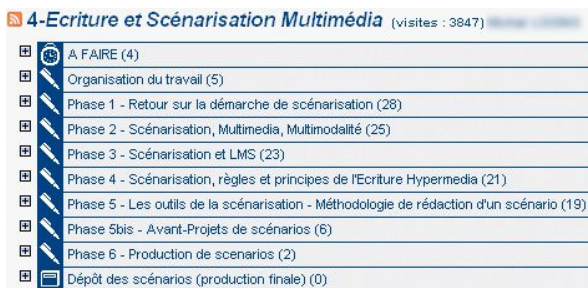 4-Ecriture et Scénarisation Multimédia (visites : 3847)
A FAIRE (4)
Organisation du travail (5)
Phase 1 - Retour sur la démarche de scénarisation (28)
Phase 2 - Scénarisation, Multimedia, Multimodalité (25)
Phase 3 - Scénarisation et LMS (23)
Phase 4 - Scénarisation, règles et principes de l'Ecriture Hypermedia (21)
Phase 5 - Les outils de la scénarisation - Méthodologie de rédaction d'un scénario (19)
Phase 5bis - Avant-Projets de scénarios (6)
Phase 6 - Production de scenarios (2)
Dépôt des scénarios (production finale) (0)